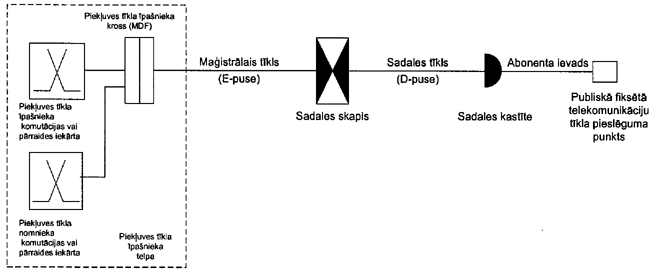 Piekļuves tīkla īpašnieka
kross (MDF)
Piekļuves tīkla
īpašnieka
komutācijas vai
pārraides iekārta
Piekļuves tīkla
nomnieka
komutācijas vai
pārraides iekārta
Piekļuves tīkla
īpašnieka
telpa
Maģistrālais tīkls
(E-puse)
Sadales skapis
Sadales tīkls
(D-puse)
Sadales kastīte
Abonenta ievads
Publiskā fiksētā
telekomunikāciju
tīkla pieslēguma
punkts